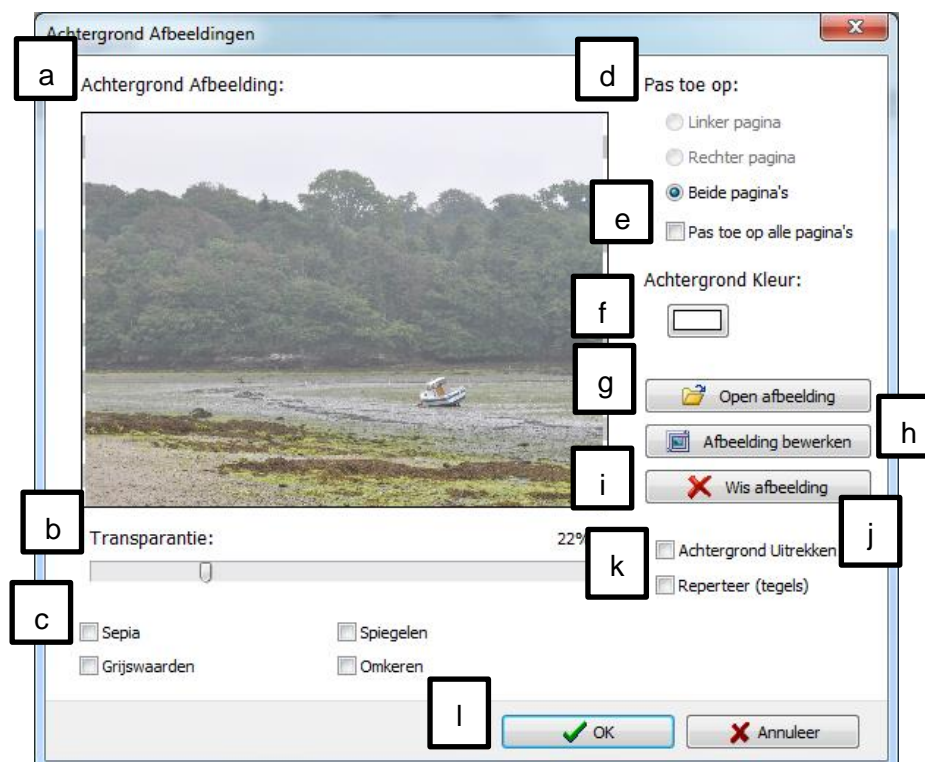 Achtergrond Afbeeldingen
a
Achtergrond Afbeelding:
d
Pas toe op:
Linker pagina
Rechter pagina
Beide pagina's
e
Pas toe op alle pagina's
Achtergrond Kleur:
f
g
Open afbeelding
h
Afbeelding bewerken
i
Wis afbeelding
b
Transparantie:
22%
j
k
Achtergrond Uitrekken
Reperteer (tegels)
c
Sepia
Spiegelen
Grijswaarden
Omkeren
l
OK
Annuleer